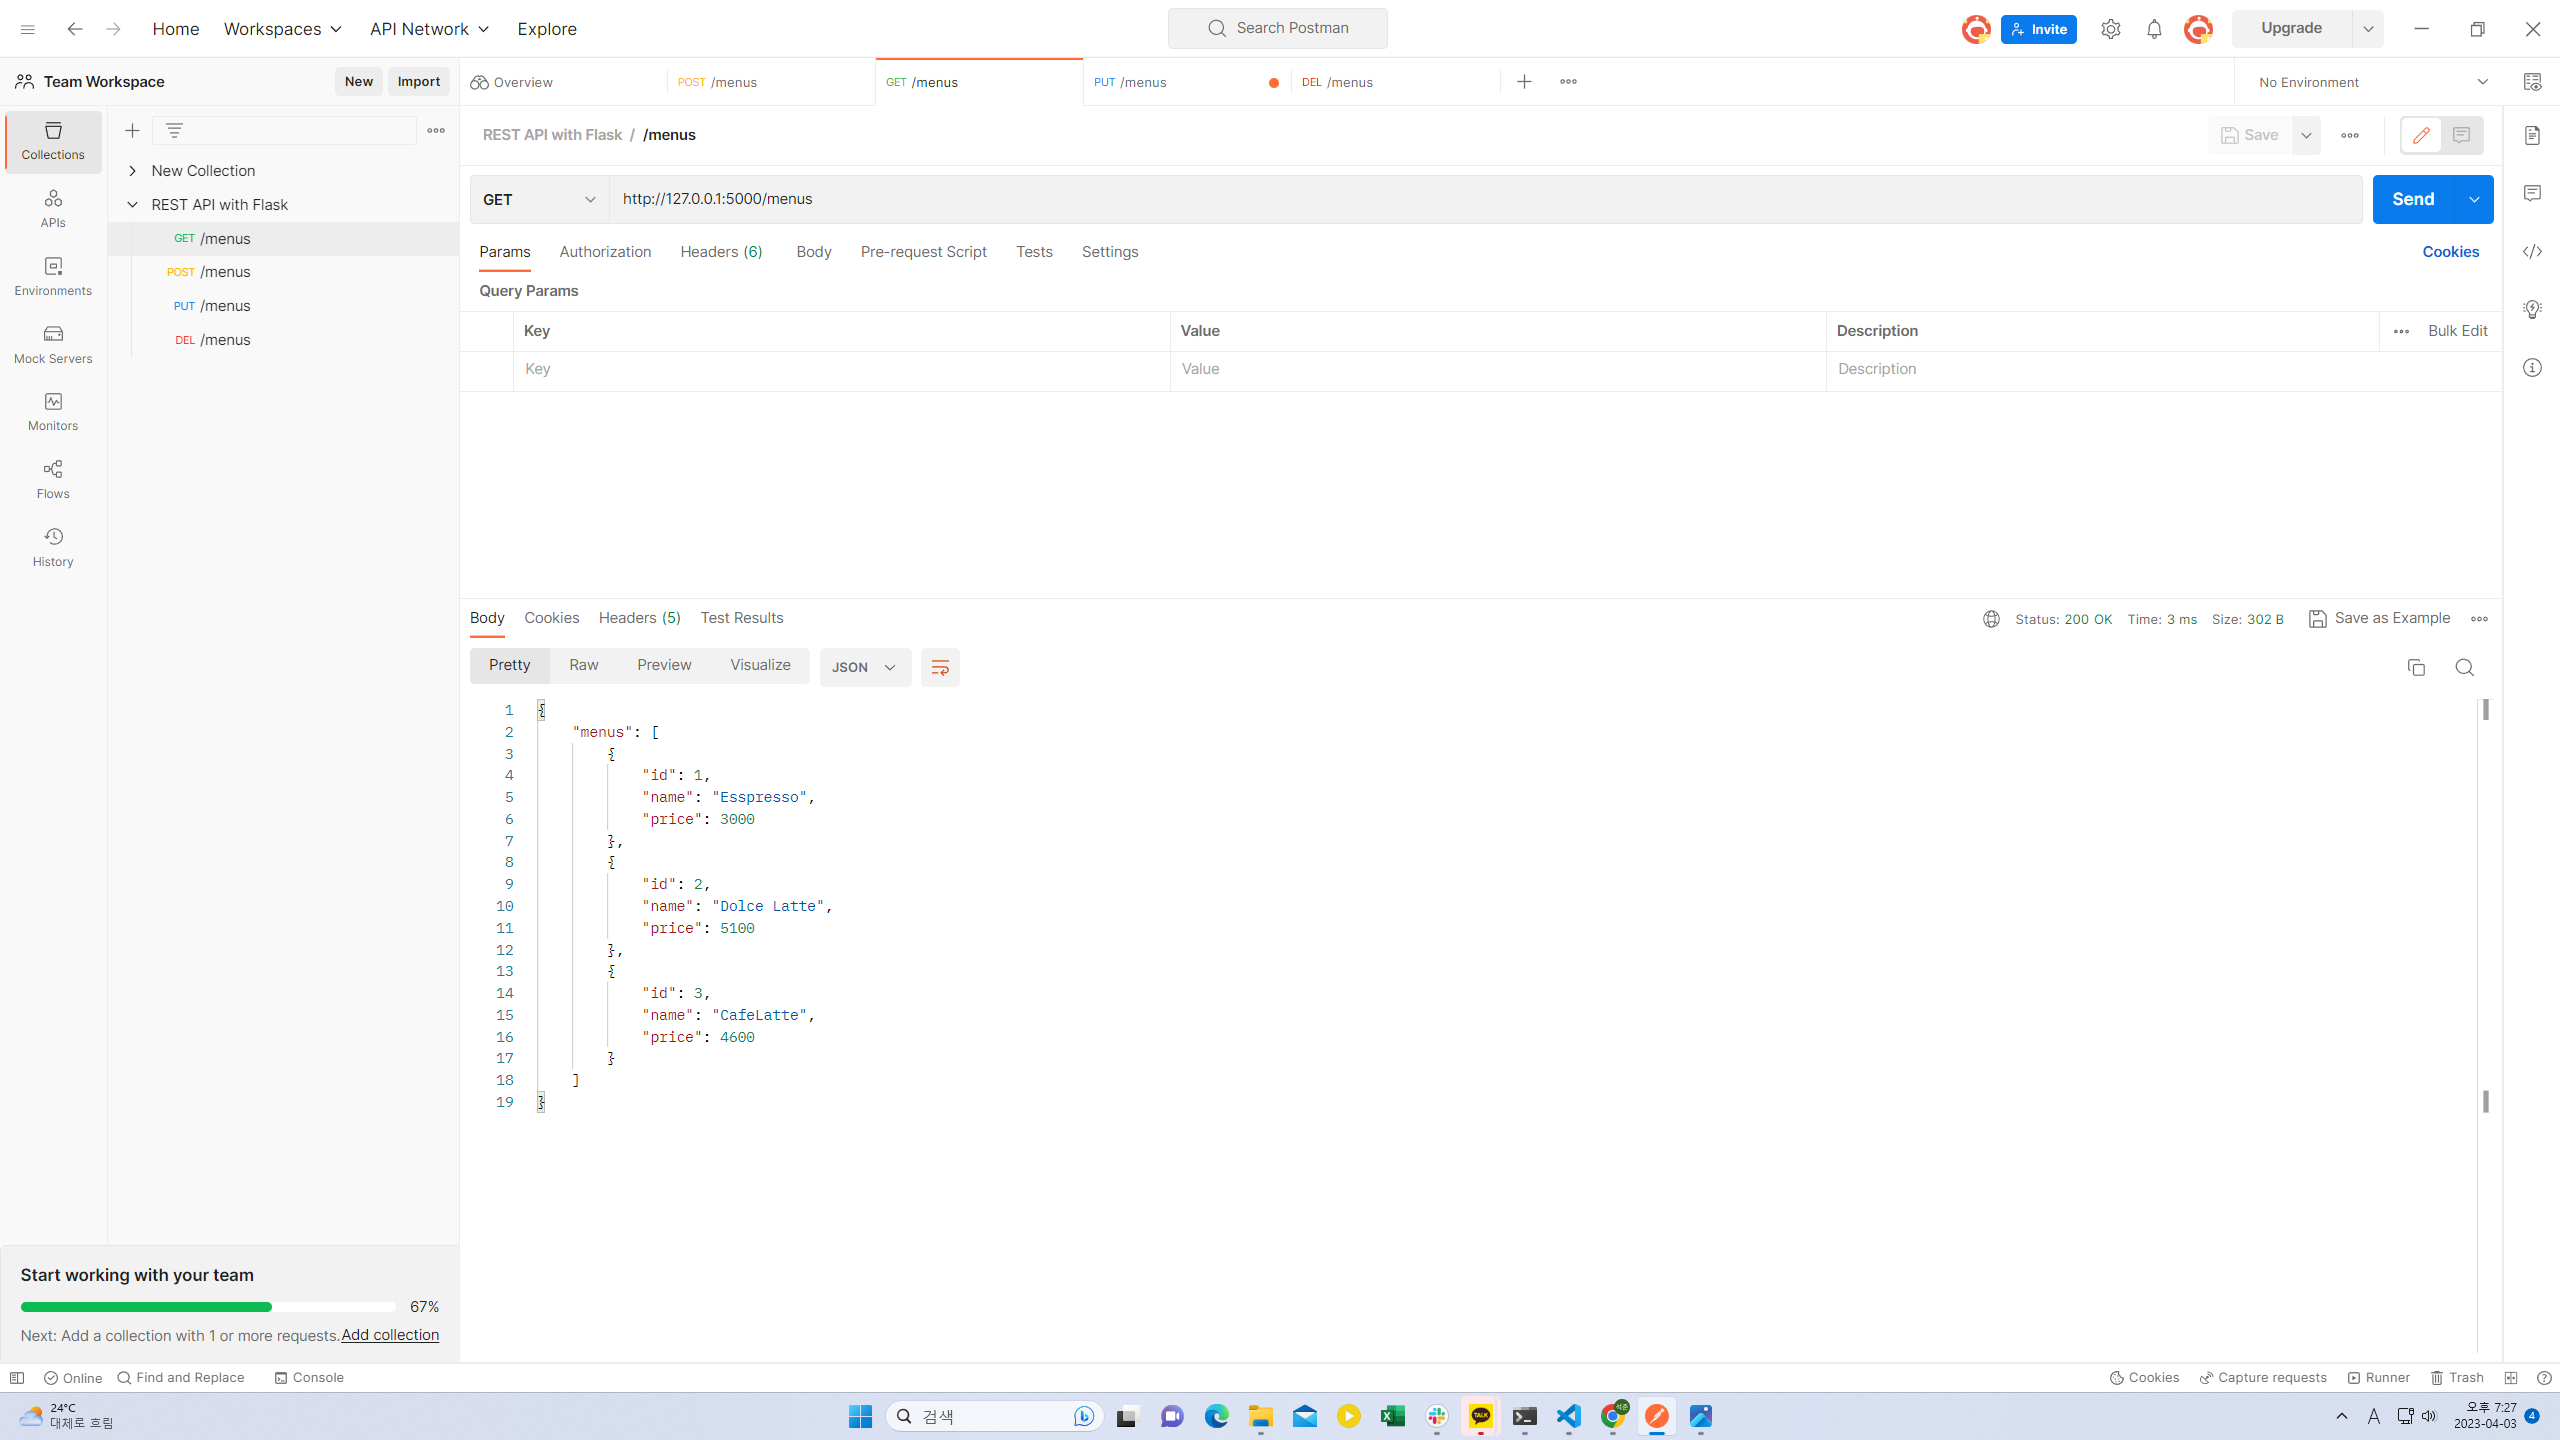 Home Workspaces API Network Explore Search Postman Invite Upgrade
Team Workspace New Import Overview POST /menus GET /menus PUT /menus DEL /menus No Environment
Collections
APIs
Environments
Mock Servers
Monitors
Flows
History
New Collection
REST API with Flask
GET /menus
POST /menus
PUT /menus
DEL /menus
REST API with Flask / /menus Save
GET http://127.0.0.1:5000/menus Send
Params Authorization Headers (6) Body Pre-request Script Tests Settings Cookies
Query Params
Key Value Description Bulk Edit
Key Value Description
Body Cookies Headers (5) Test Results Status: 200 OK Time: 3 ms Size: 302 B Save as Example
Pretty Raw Preview Visualize JSON
1 {
2 "menus": [
3 {
4 "id": 1,
5 "name": "Esspresso",
6 "price": 3000
7 },
8 {
9 "id": 2,
10 "name": "Dolce Latte",
11 "price": 5100
12 },
13 {
14 "id": 3,
15 "name": "CafeLatte",
16 "price": 4600
17 }
18 ]
19 }
Start working with your team
67%
Next: Add a collection with 1 or more requests. Add collection
Online Find and Replace Console Cookies Capture requests Runner Trash
24°C
대체로 흐림
검색
TALK
석준
A
오후 7:27
2023-04-03
4